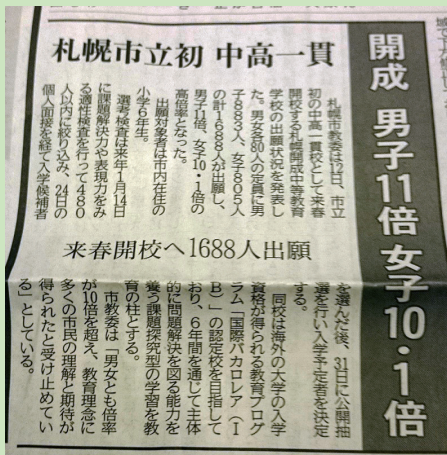 開成 男子11倍 女子10・1倍
札幌市立初 中高一貫
来春開校へ1688人出願
札幌市教委は12日、市立
初の中高一貫校として来春
開校する札幌開成中等教育
学校の出願状況を発表し
た。男女各80人の定員に男
子883人、女子805人
の計1688人が出願し、
男子11倍、女子10・1倍の
高倍率となった。
出願対象者は市内在住の
小学6年生。
選考検査は来年1月14日
に課題解決力や表現力をみ
る適性検査を行って480
人以内に絞り込み、24日の
個人面接を経て入学候補者
を選んだ後、31日に公開抽
選を行い入学予定者を決定
する。
同校は海外の大学の入学
資格が得られる教育プログ
ラム「国際バカロレア(I
B)」の認定校を目指して
おり、6年間を通じて主体
的に問題解決を図る能力を
養う課題探究型の学習を教
育の柱とする。
市教委は「男女とも倍率
が10倍を超え、教育理念に
多くの市民の理解と期待が
得られたと受け止めてい
る」としている。